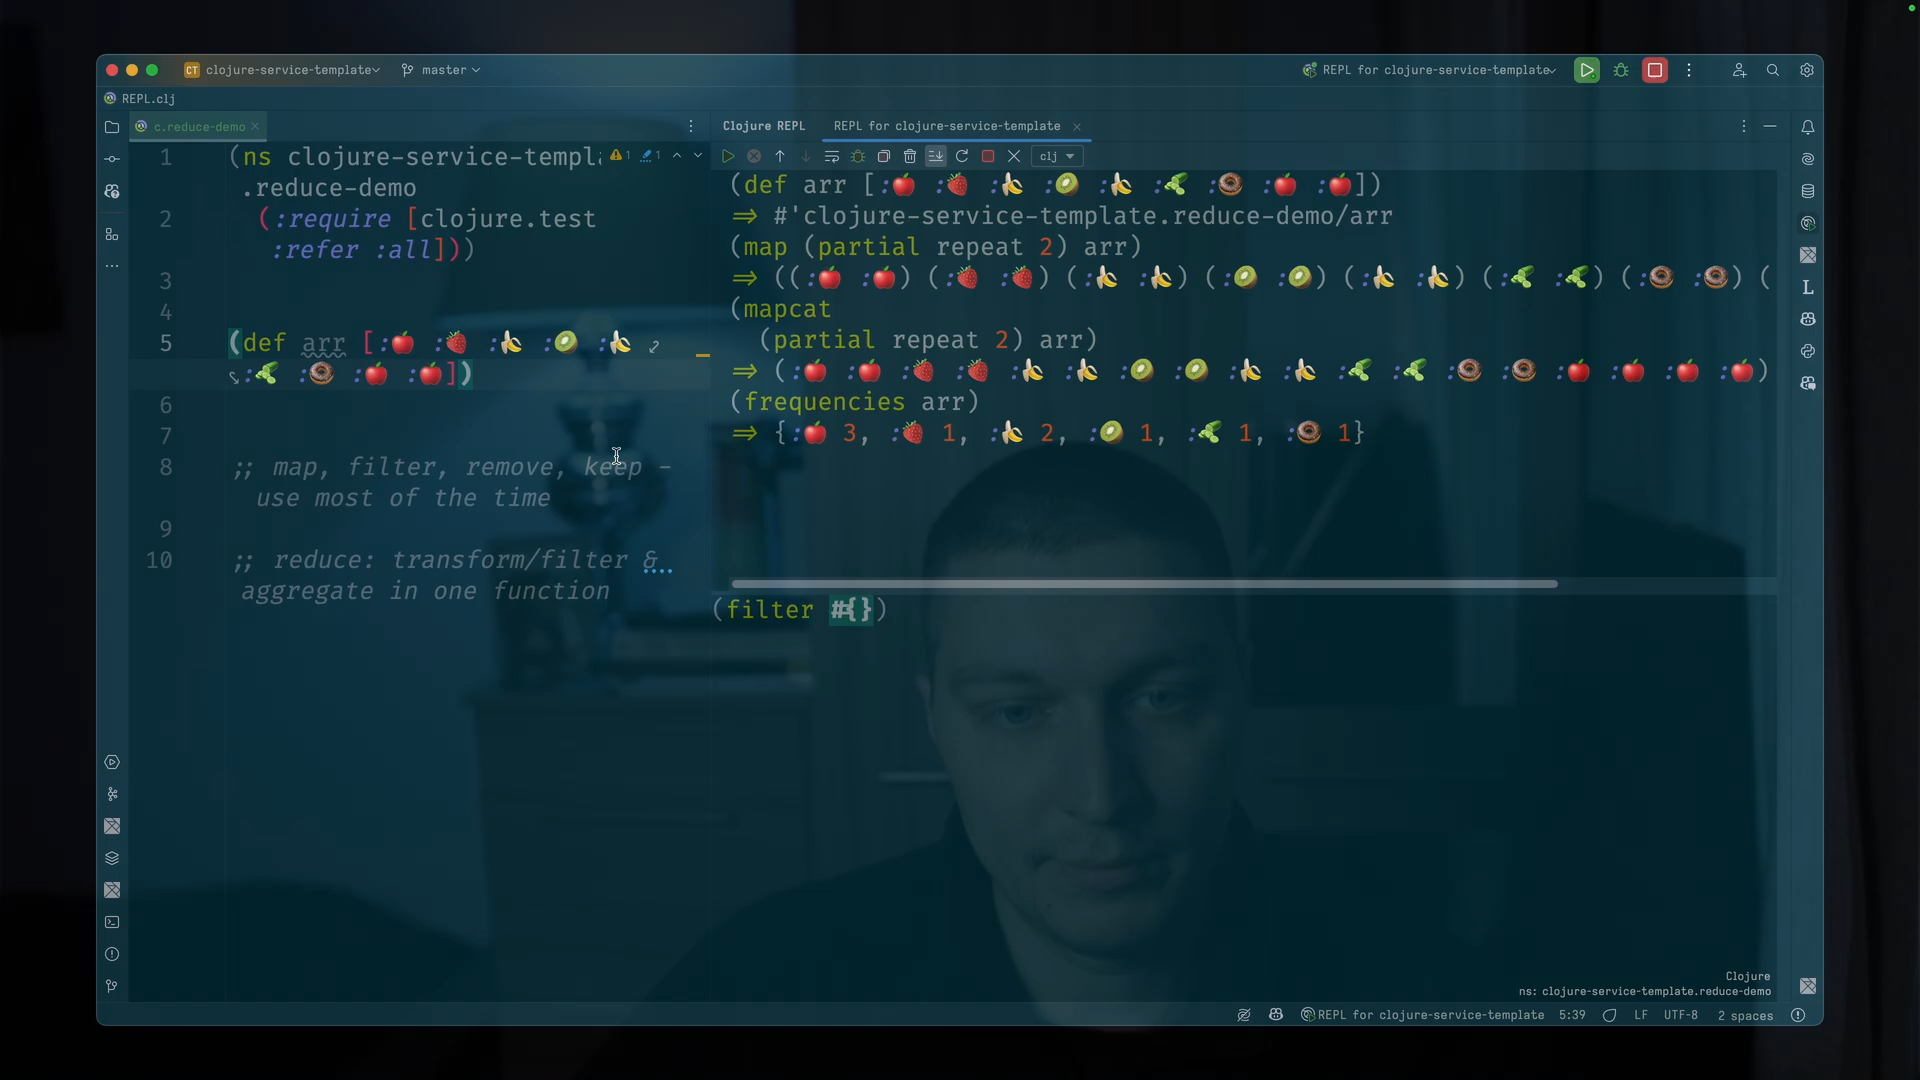 CT clojure-service-template master REPL for clojure-service-template
REPL.clj
c.reduce-demo
Clojure REPL REPL for clojure-service-template
clj
1 (ns clojure-service-templ 1 1
.reduce-demo
2 (:require [clojure.test
:refer :all]))
3
4
5 (def arr [:🍎 :🍓 :🍌 :🥝 :🍌
:🥒 :🍩 :🍎 :🍎])
6
7
8 ;; map, filter, remove, keep -
use most of the time
9
10 ;; reduce: transform/filter &
aggregate in one function
(def arr [:🍎 :🍓 :🍌 :🥝 :🍌 :🥒 :🍩 :🍎 :🍎])
⇒ #'clojure-service-template.reduce-demo/arr
(map (partial repeat 2) arr)
⇒ ((:🍎 :🍎) (:🍓 :🍓) (:🍌 :🍌) (:🥝 :🥝) (:🍌 :🍌) (:🥒 :🥒) (:🍩 :🍩) (
(mapcat
(partial repeat 2) arr)
⇒ (:🍎 :🍎 :🍓 :🍓 :🍌 :🍌 :🥝 :🥝 :🍌 :🍌 :🥒 :🥒 :🍩 :🍩 :🍎 :🍎 :🍎 :🍎)
(frequencies arr)
⇒ {:🍎 3, :🍓 1, :🍌 2, :🥝 1, :🥒 1, :🍩 1}
(filter #{})
L
Clojure
ns: clojure-service-template.reduce-demo
REPL for clojure-service-template 5:39 LF UTF-8 2 spaces